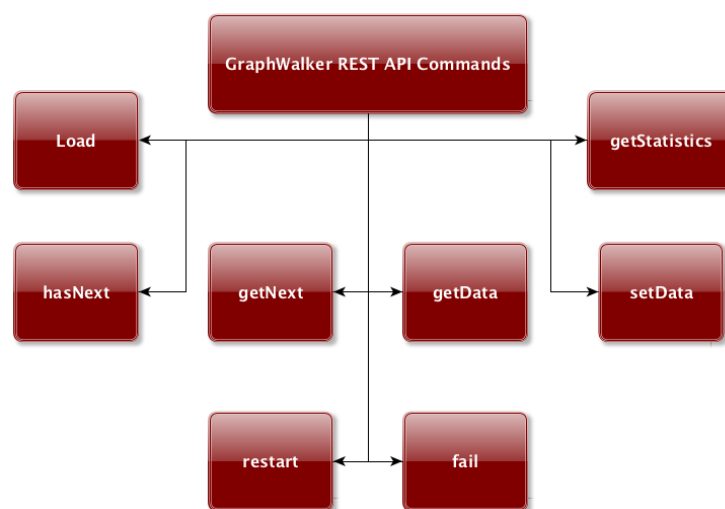 GraphWalker REST API Commands
Load
getStatistics
hasNext
getNext
getData
setData
restart
fail